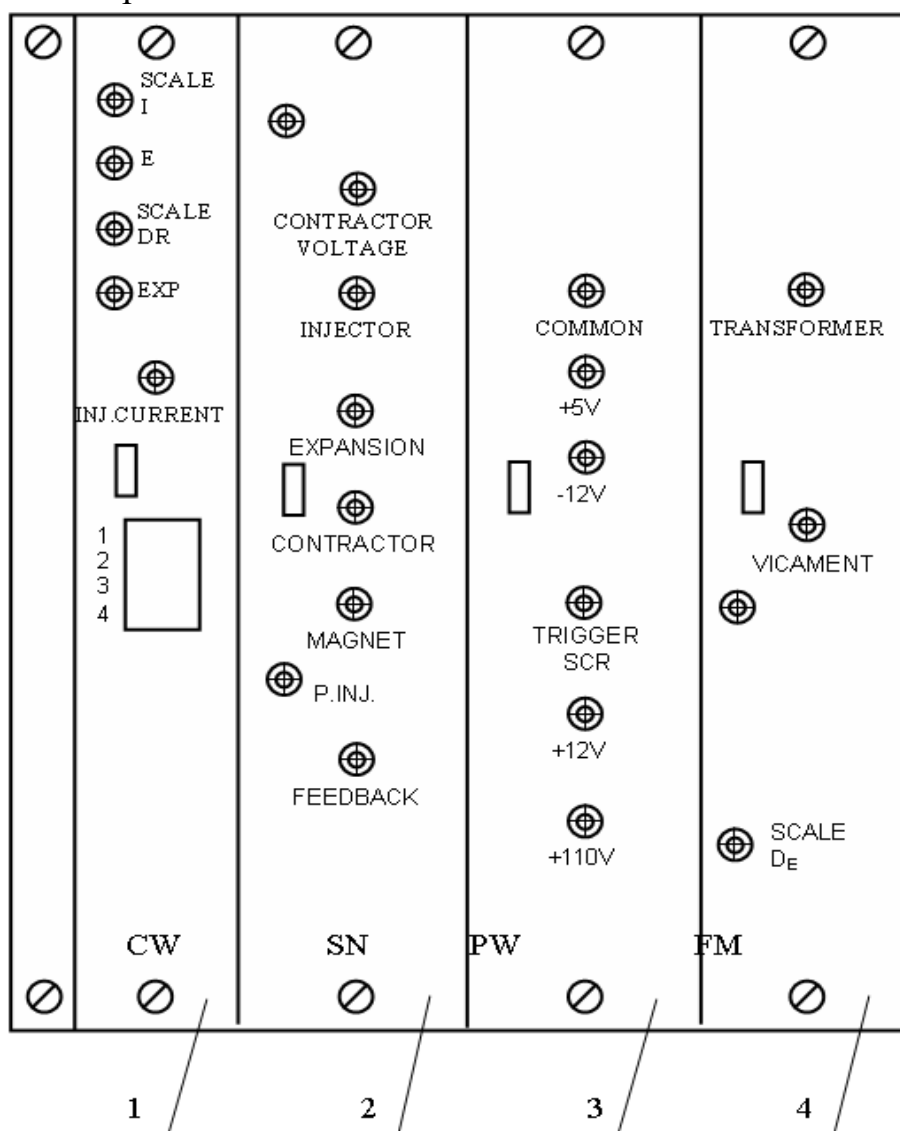 SCALE
I
E
SCALE
DR
EXP
INJ.CURRENT
1
2
3
4
CW
CONTRACTOR
VOLTAGE
INJECTOR
EXPANSION
CONTRACTOR
MAGNET
P.INJ.
FEEDBACK
SN
COMMON
+5V
-12V
TRIGGER
SCR
+12V
+110V
PW
TRANSFORMER
VICAMENT
SCALE
DE
FM
1
2
3
4